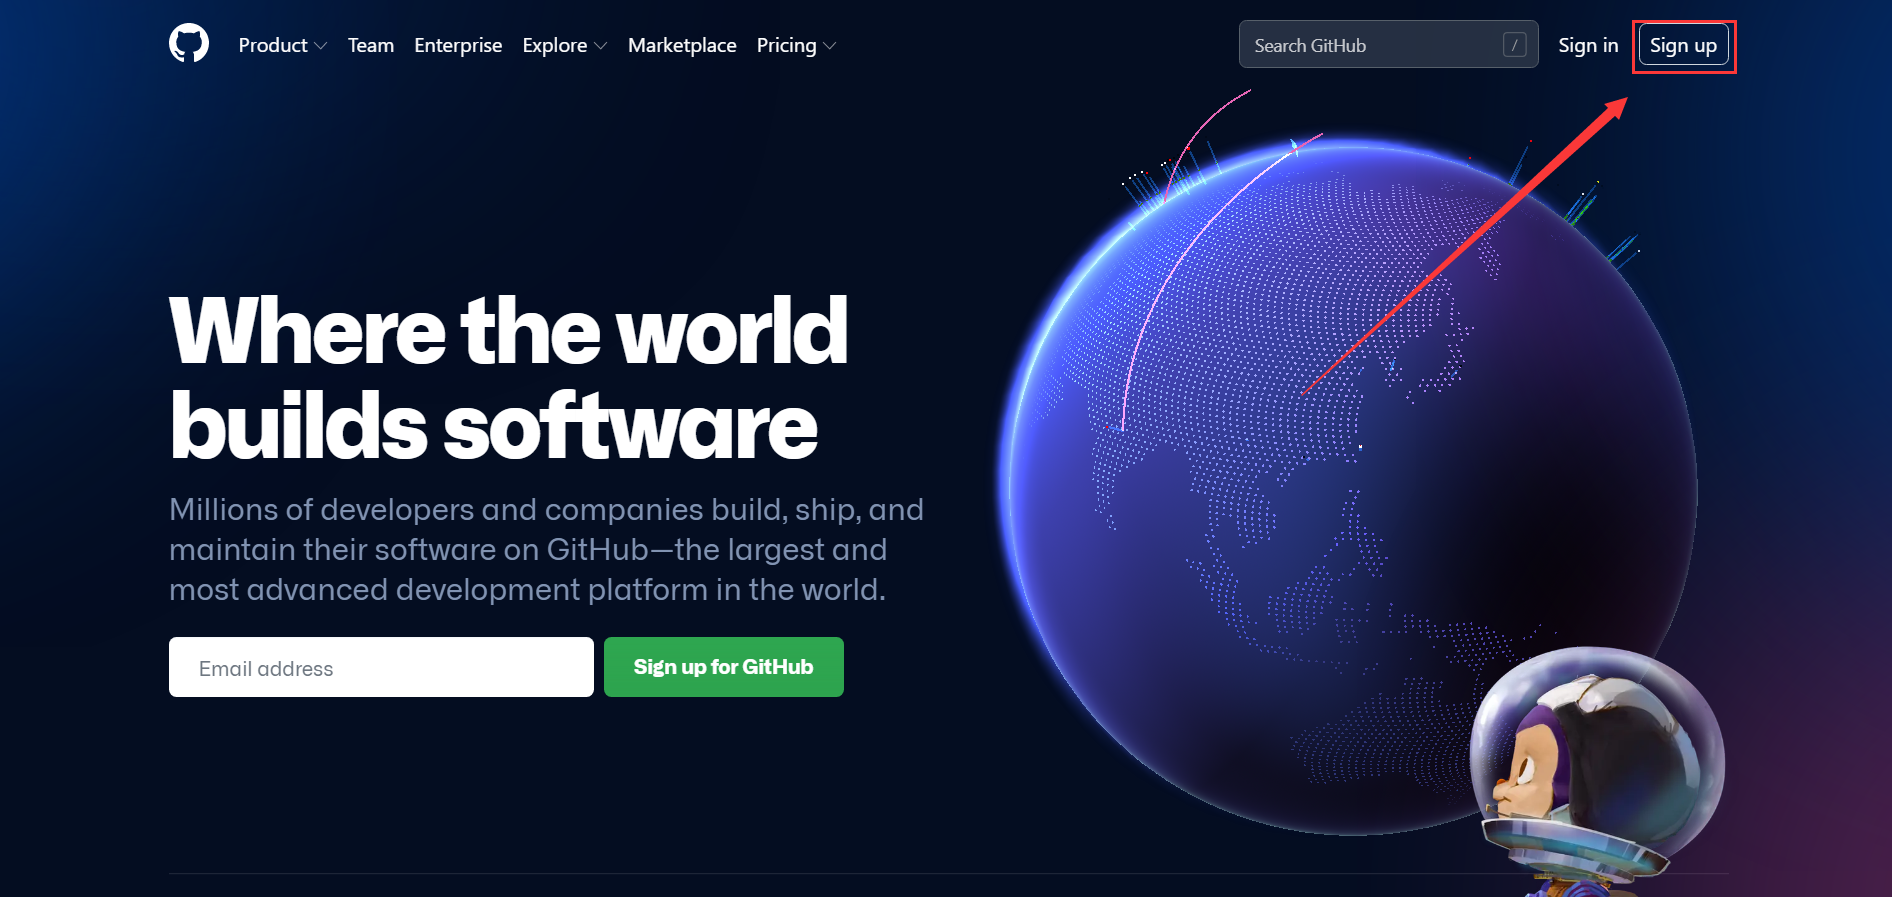 Product Team Enterprise Explore Marketplace Pricing Search GitHub / Sign in Sign up
Where the world
builds software
Millions of developers and companies build, ship, and
maintain their software on GitHub—the largest and
most advanced development platform in the world.
Email address Sign up for GitHub